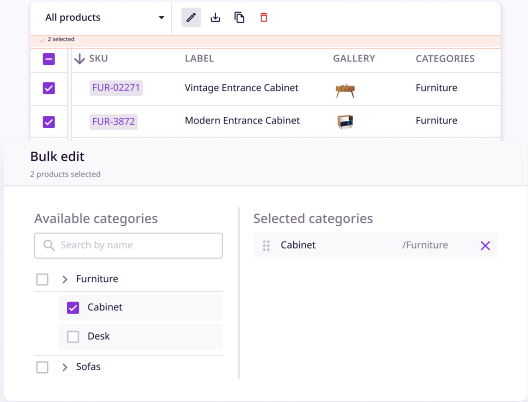 All products
2 selected
SKU LABEL GALLERY CATEGORIES
FUR-02271 Vintage Entrance Cabinet Furniture
FUR-3872 Modern Entrance Cabinet Furniture
Bulk edit
2 products selected
Available categories
Search by name
Furniture
Cabinet
Desk
Sofas
Selected categories
Cabinet /Furniture